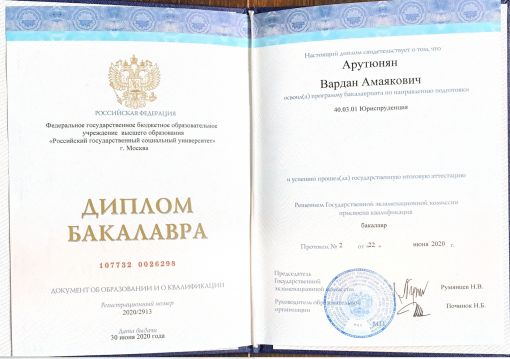 РОССИЙСКАЯ ФЕДЕРАЦИЯ
Федеральное государственное бюджетное образовательное
учреждение высшего образования
«Российский государственный социальный университет»
г. Москва
ДИПЛОМ
БАКАЛАВРА
107732 0026298
ДОКУМЕНТ ОБ ОБРАЗОВАНИИ И О КВАЛИФИКАЦИИ
Регистрационный номер
2020/2913
Дата выдачи
30 июня 2020 года
Настоящий диплом свидетельствует о том, что
Арутюнян
Вардан Амаякович
освоил(а) программу бакалавриата по направлению подготовки
40.03.01 Юриспруденция
и успешно прошел(ла) государственную итоговую аттестацию
Решением Государственной экзаменационной комиссии
присвоена квалификация
бакалавр
Протокол № 2 от «22» июня 2020 г.
Председатель
Государственной
экзаменационной комиссии
Румянцев Н.В.
Руководитель образовательной
организации
Починок Н.Б.
М.П.